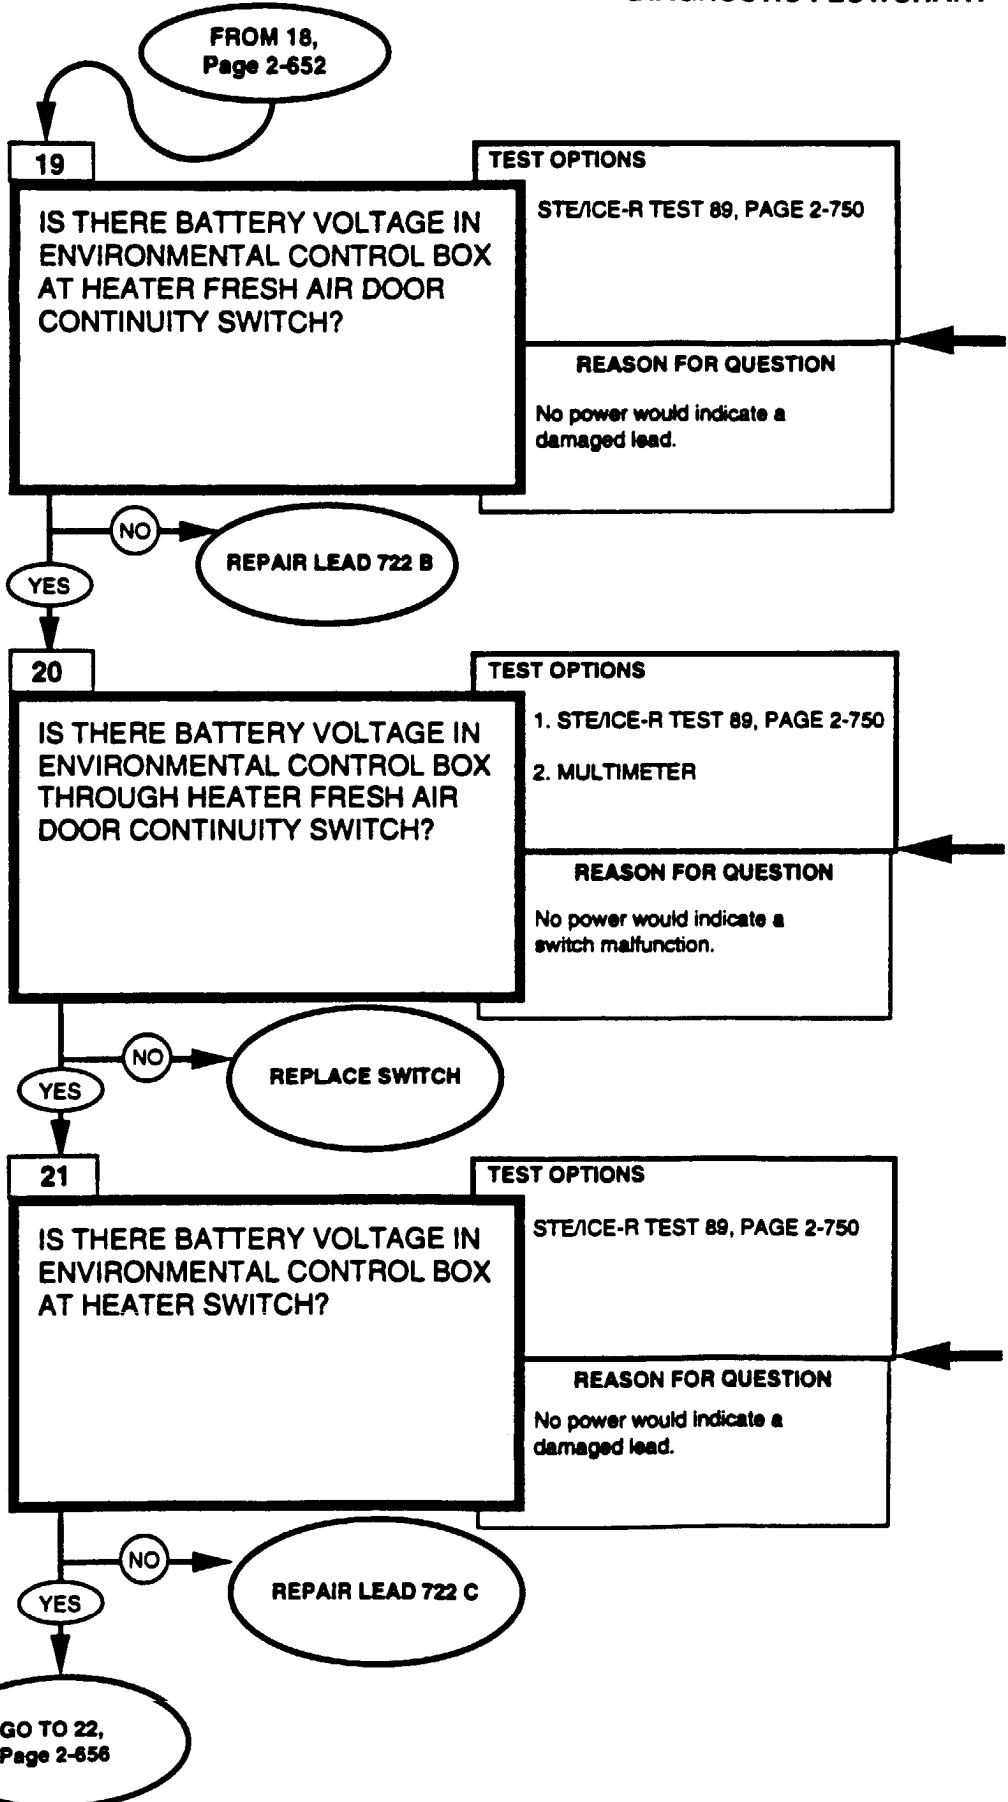 FROM 18,
Page 2-652
19
IS THERE BATTERY VOLTAGE IN
ENVIRONMENTAL CONTROL BOX
AT HEATER FRESH AIR DOOR
CONTINUITY SWITCH?
TEST OPTIONS
STE/ICE-R TEST 89, PAGE 2-750
REASON FOR QUESTION
No power would indicate a
damaged lead.
NO
REPAIR LEAD 722 B
YES
20
IS THERE BATTERY VOLTAGE IN
ENVIRONMENTAL CONTROL BOX
THROUGH HEATER FRESH AIR
DOOR CONTINUITY SWITCH?
TEST OPTIONS
1. STE/ICE-R TEST 89, PAGE 2-750
2. MULTIMETER
REASON FOR QUESTION
No power would indicate a
switch malfunction.
NO
REPLACE SWITCH
YES
21
IS THERE BATTERY VOLTAGE IN
ENVIRONMENTAL CONTROL BOX
AT HEATER SWITCH?
TEST OPTIONS
STE/ICE-R TEST 89, PAGE 2-750
REASON FOR QUESTION
No power would indicate a
damaged lead.
NO
REPAIR LEAD 722 C
YES
GO TO 22,
Page 2-656